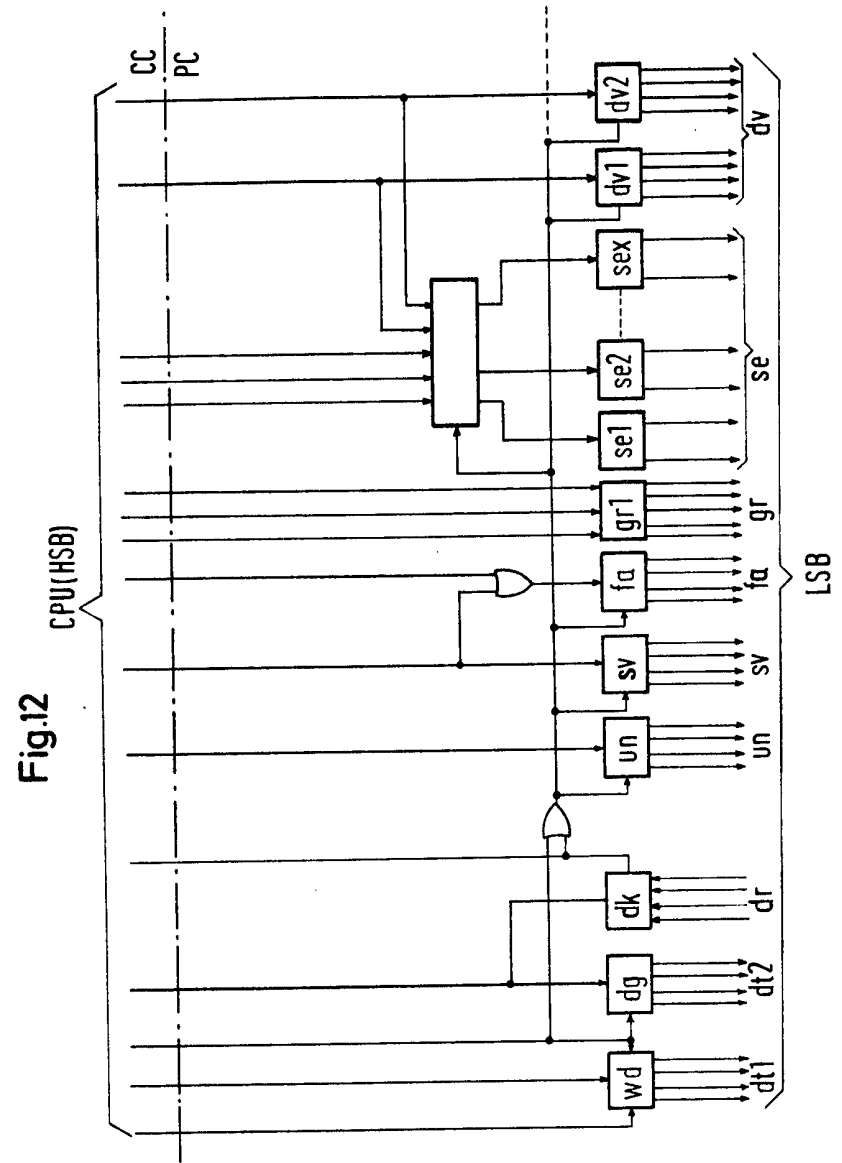 Fig.12
CPU(HSB)
CC
PC
wd
dg
dk
un
sv
fa
gr1
se1
se2
sex
dv1
dv2
dt1
dt2
dr
un
sv
fa
gr
se
dv
LSB